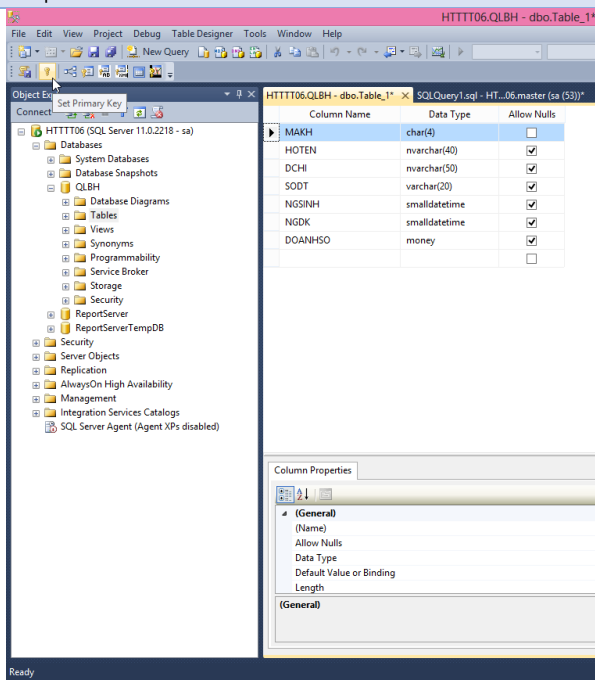 HTTTT06.QLBH - dbo.Table_1*
File Edit View Project Debug Table Designer Tools Window Help
New Query
Object Ex
Set Primary Key
Connect
HTTTT06 (SQL Server 11.0.2218 - sa)
Databases
System Databases
Database Snapshots
QLBH
Database Diagrams
Tables
Views
Synonyms
Programmability
Service Broker
Storage
Security
ReportServer
ReportServerTempDB
Security
Server Objects
Replication
AlwaysOn High Availability
Management
Integration Services Catalogs
SQL Server Agent (Agent XPs disabled)
HTTTT06.QLBH - dbo.Table_1* SQLQuery1.sql - HT...06.master (sa (53))*
Column Name Data Type Allow Nulls
MAKH char(4)
HOTEN nvarchar(40)
DCHI nvarchar(50)
SODT varchar(20)
NGSINH smalldatetime
NGDK smalldatetime
DOANHSO money
Column Properties
(General)
(Name)
Allow Nulls
Data Type
Default Value or Binding
Length
(General)
Ready